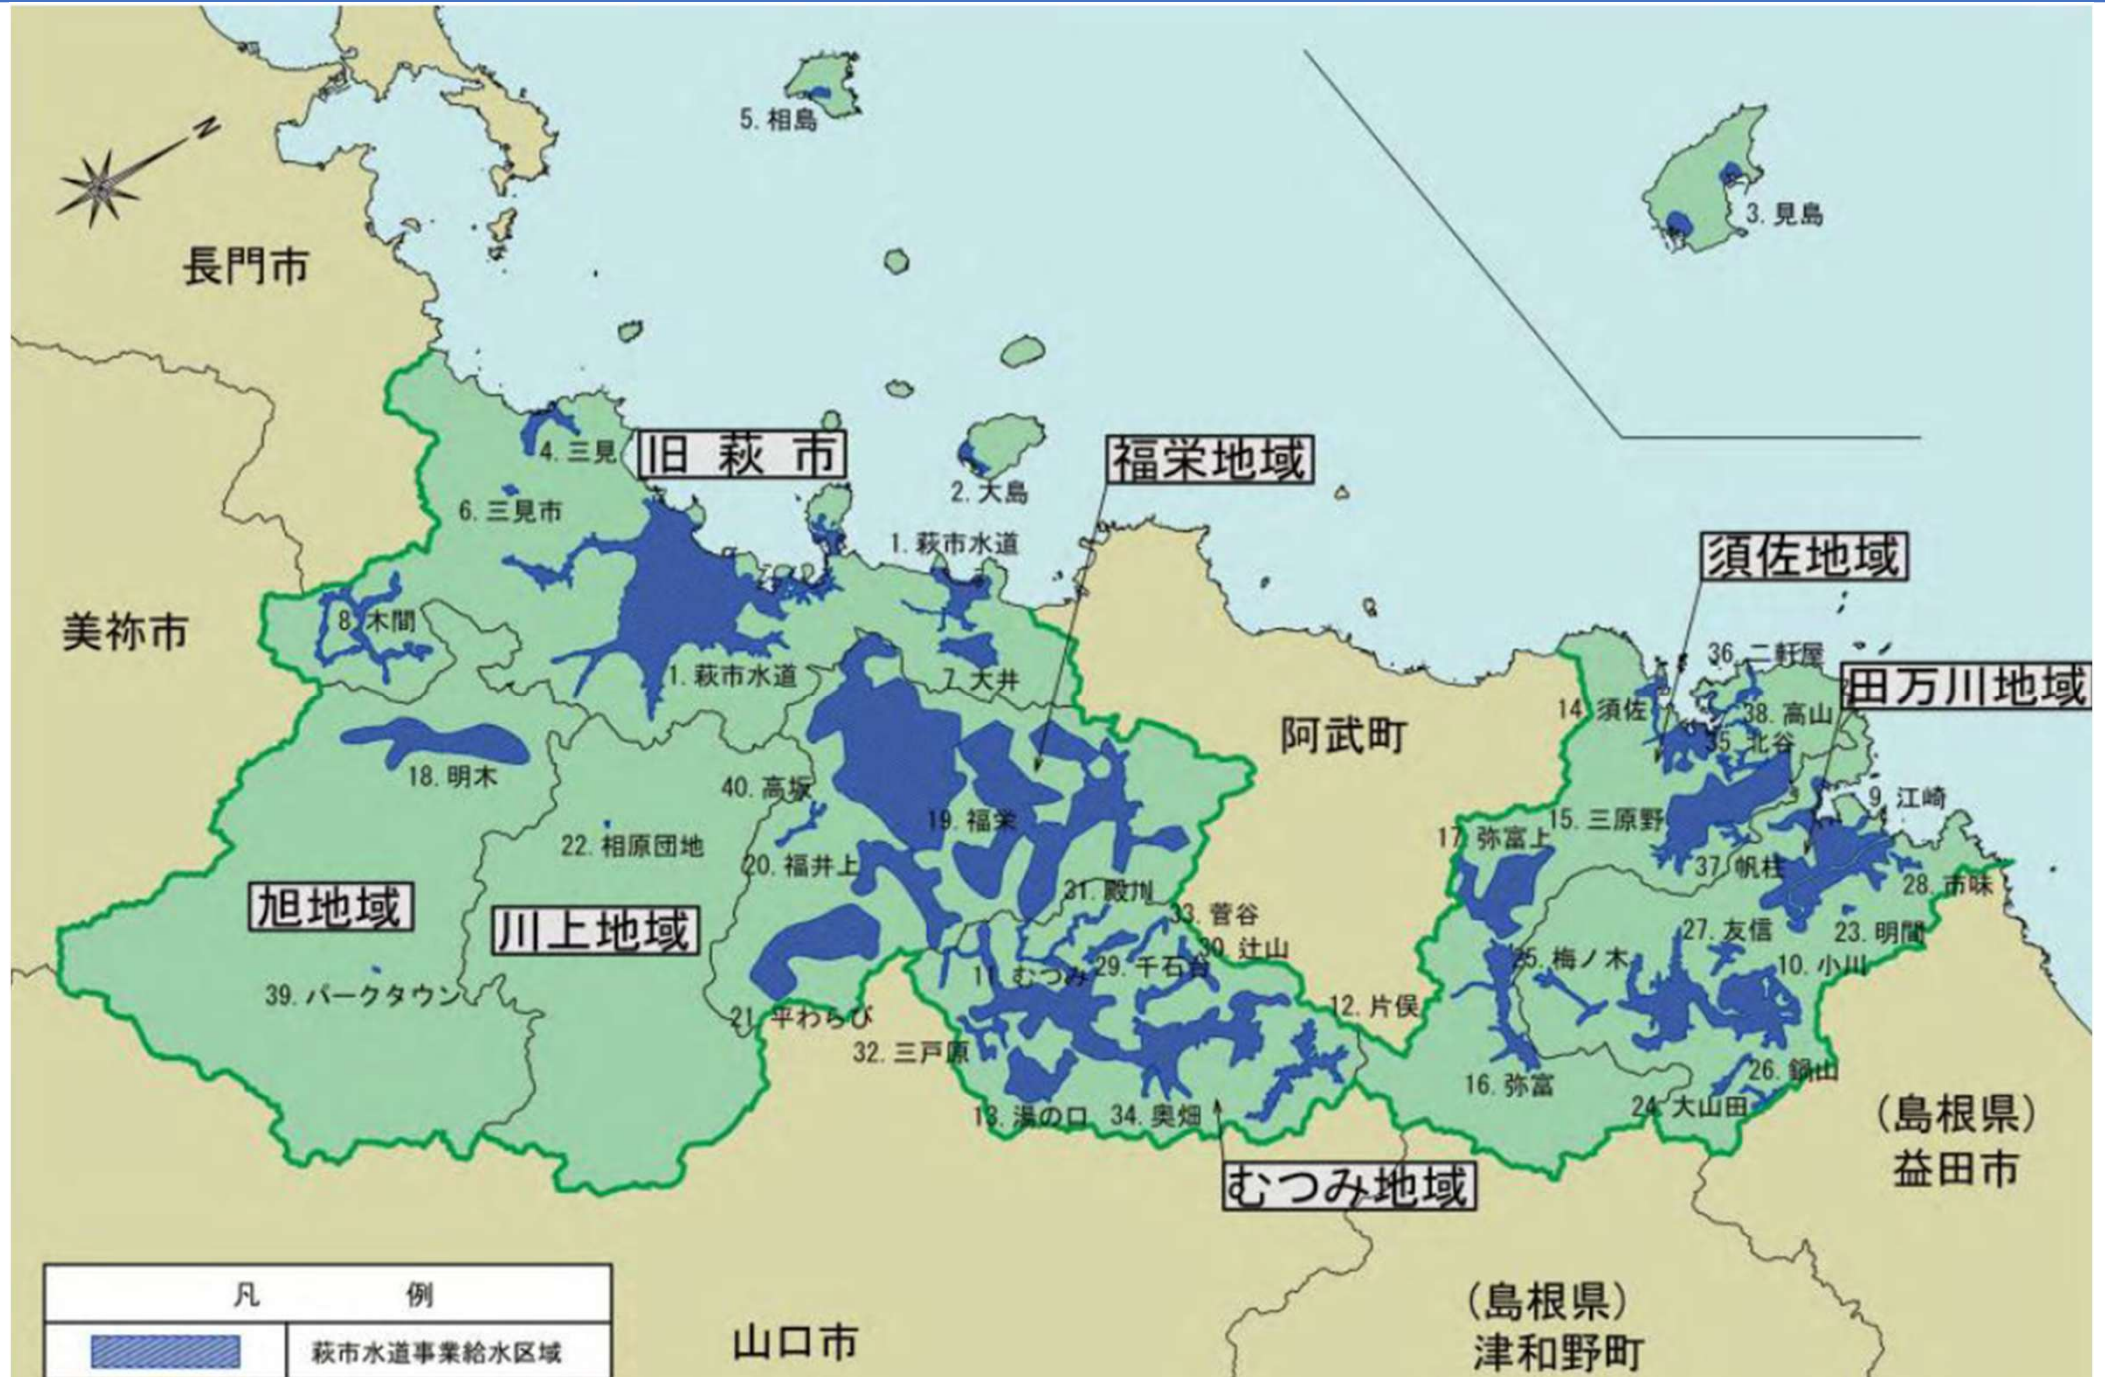 N
5. 相島
3. 見島
長門市
旧 萩 市
福栄地域
4. 三見
2. 大島
6. 三見市
1. 萩市水道
須佐地域
美祢市
8. 木間
36. 二軒屋
1. 萩市水道
7. 大井
田万川地域
14. 須佐
38. 高山
阿武町
35. 北谷
18. 明木
40. 高坂
9. 江崎
19. 福栄
15. 三原野
22. 相原団地
17. 弥富上
20. 福井上
37. 帆柱
31. 殿川
28. 市味
旭地域
川上地域
33. 菅谷
27. 友信
23. 明間
30. 辻山
25. 梅ノ木
10. 小川
11. むつみ
29. 千石台
39. パークタウン
12. 片俣
21. 平わらび
32. 三戸原
26. 鍋山
16. 弥富
24. 大山田
13. 湯の口
34. 奥畑
(島根県)
益田市
むつみ地域
凡 例
萩市水道事業給水区域
山口市
(島根県)
津和野町